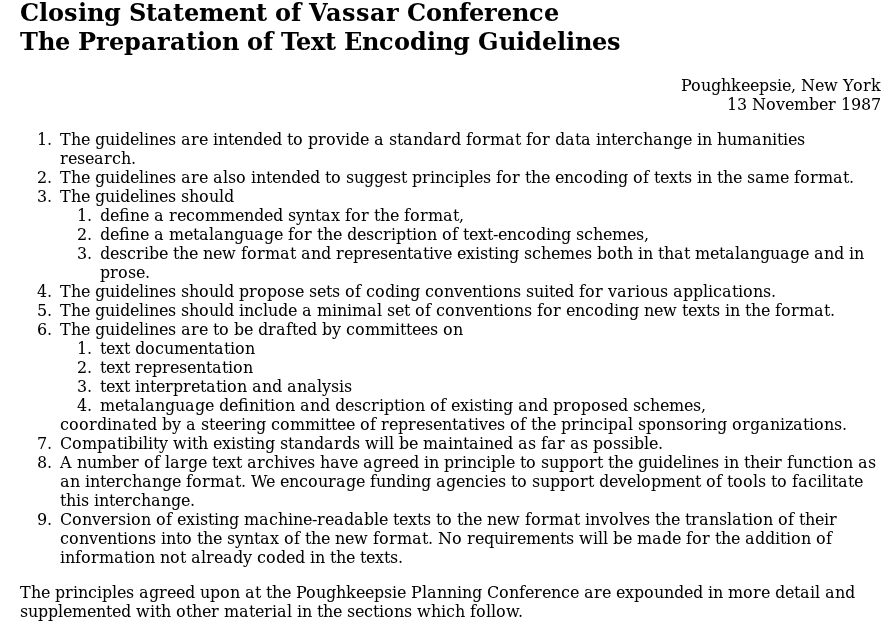 Closing Statement of Vassar Conference
The Preparation of Text Encoding Guidelines
Poughkeepsie, New York
13 November 1987
1. The guidelines are intended to provide a standard format for data interchange in humanities
research.
2. The guidelines are also intended to suggest principles for the encoding of texts in the same format.
3. The guidelines should
1. define a recommended syntax for the format,
2. define a metalanguage for the description of text-encoding schemes,
3. describe the new format and representative existing schemes both in that metalanguage and in
prose.
4. The guidelines should propose sets of coding conventions suited for various applications.
5. The guidelines should include a minimal set of conventions for encoding new texts in the format.
6. The guidelines are to be drafted by committees on
1. text documentation
2. text representation
3. text interpretation and analysis
4. metalanguage definition and description of existing and proposed schemes,
coordinated by a steering committee of representatives of the principal sponsoring organizations.
7. Compatibility with existing standards will be maintained as far as possible.
8. A number of large text archives have agreed in principle to support the guidelines in their function as
an interchange format. We encourage funding agencies to support development of tools to facilitate
this interchange.
9. Conversion of existing machine-readable texts to the new format involves the translation of their
conventions into the syntax of the new format. No requirements will be made for the addition of
information not already coded in the texts.
The principles agreed upon at the Poughkeepsie Planning Conference are expounded in more detail and
supplemented with other material in the sections which follow.